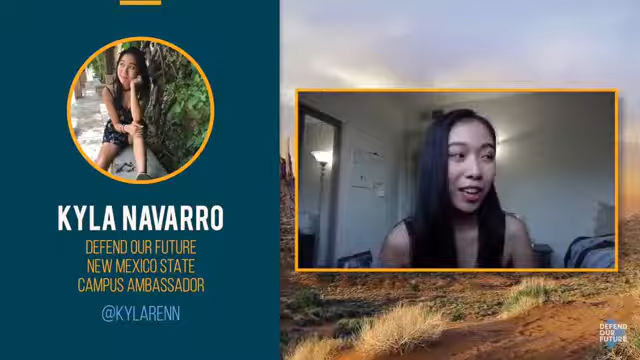 KYLA NAVARRO
DEFEND OUR FUTURE
NEW MEXICO STATE
CAMPUS AMBASSADOR
@KYLARENN
DEFEND
OUR
FUTURE